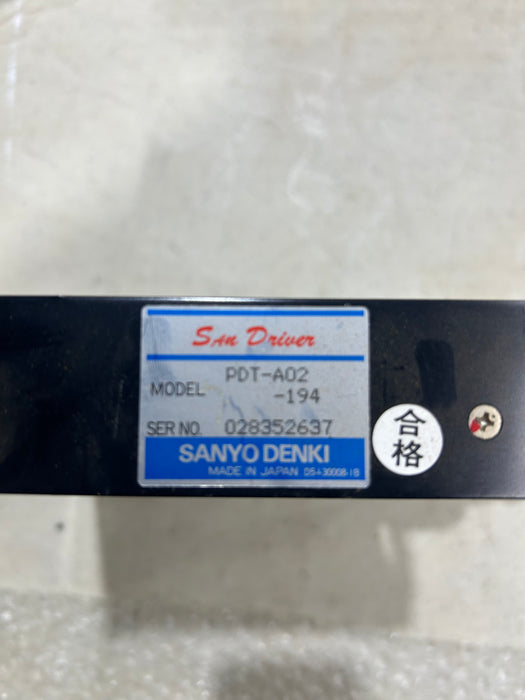 SAN Driver
MODEL PDT-A02
-194
SER NO. 028352637
SANYO DENKI
MADE IN JAPAN
合格